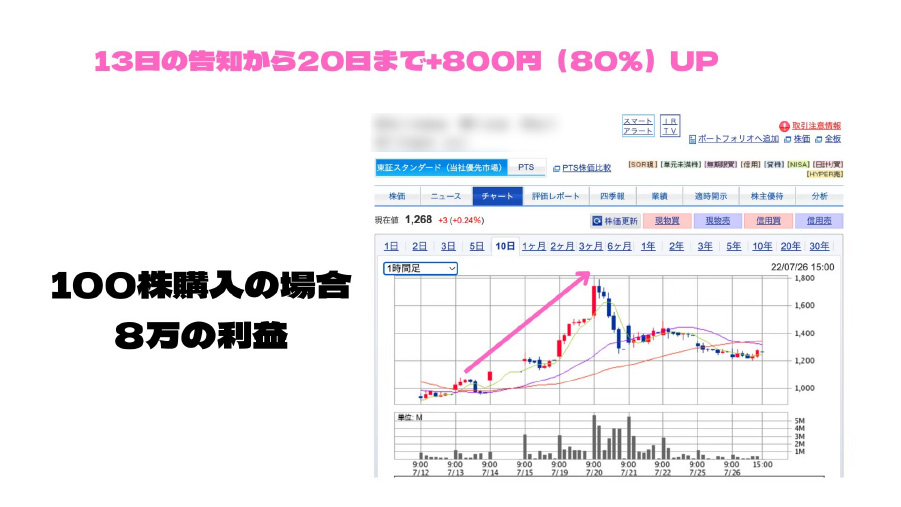 13日の告知から20日まで+800円（80%）UP
100株購入の場合
8万の利益
スマート
アラート
I R
T V
取引注意情報
ポートフォリオへ追加 株価 全板
東証スタンダード（当社優先市場） PTS PTS株価比較
[SOR頭] [単元未満株] [無期限買] [信用] [貸株] [NISA] [日計り買]
[HYPER売]
株価 ニュース チャート 評価レポート 四季報 業績 適時開示 株主優待 分析
現在値 1,268 +3 (+0.24%) 株価更新 現物買 現物売 信用買 信用売
1日 2日 3日 5日 10日 1ヶ月 2ヶ月 3ヶ月 6ヶ月 1年 2年 3年 5年 10年 20年 30年
1時間足 22/07/26 15:00
1,800
1,600
1,400
1,200
1,000
単位: M
5M
4M
3M
2M
1M
9:00 9:00 9:00 9:00 9:00 9:00 9:00 9:00 9:00 9:00 15:00
7/12 7/13 7/14 7/15 7/19 7/20 7/21 7/22 7/25 7/26